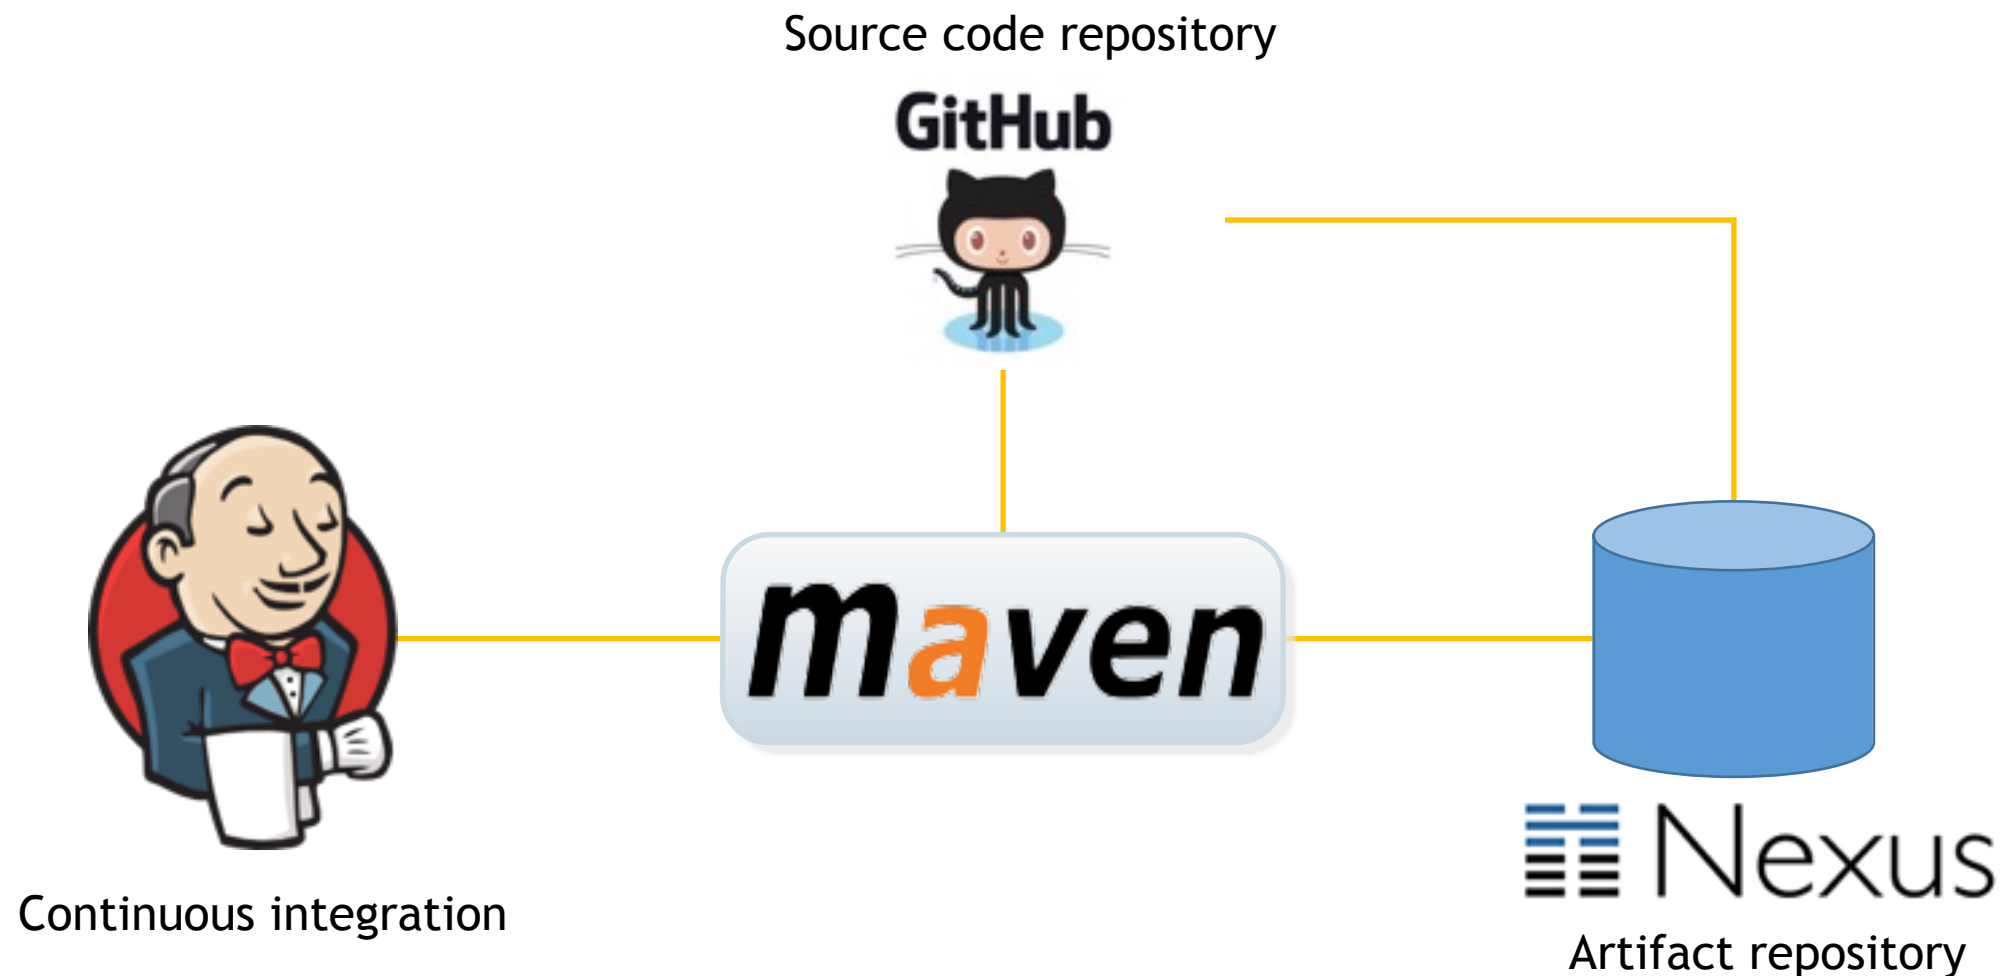 Source code repository
GitHub
maven
Nexus
Continuous integration
Artifact repository